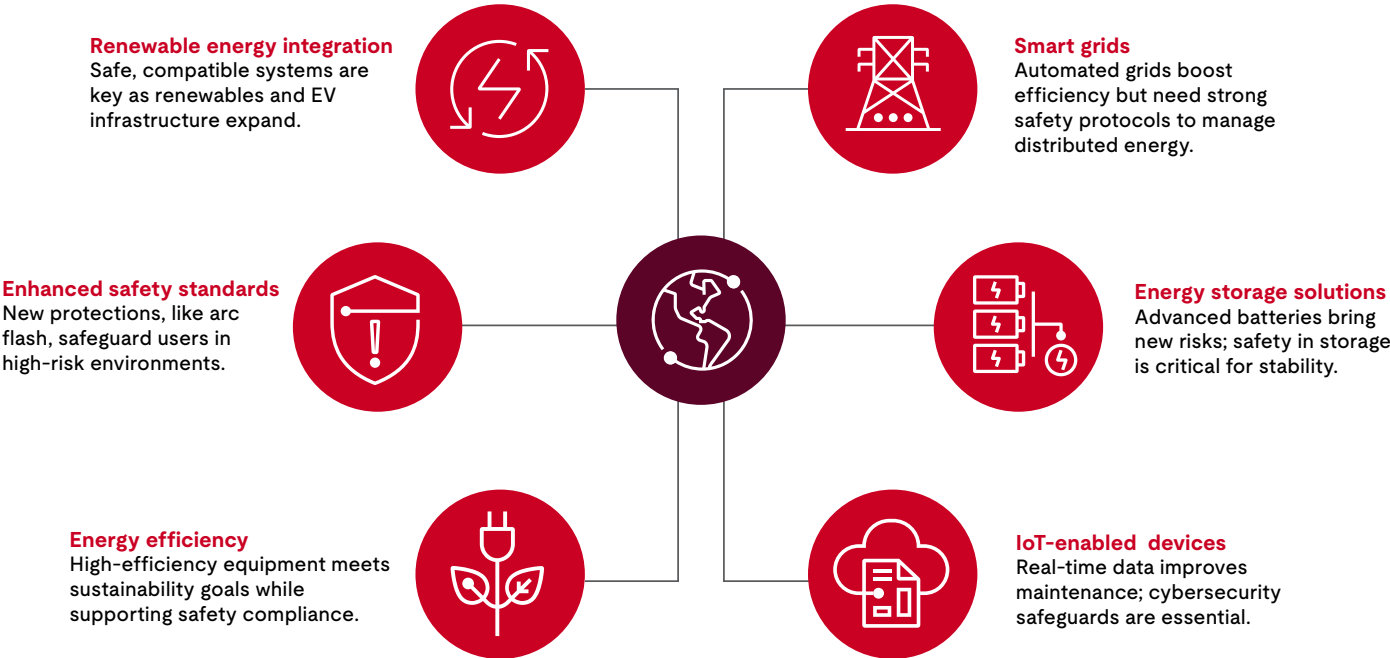 Renewable energy integration
Safe, compatible systems are
key as renewables and EV
infrastructure expand.
Smart grids
Automated grids boost
efficiency but need strong
safety protocols to manage
distributed energy.
Enhanced safety standards
New protections, like arc
flash, safeguard users in
high-risk environments.
Energy storage solutions
Advanced batteries bring
new risks; safety in storage
is critical for stability.
Energy efficiency
High-efficiency equipment meets
sustainability goals while
supporting safety compliance.
IoT-enabled devices
Real-time data improves
maintenance; cybersecurity
safeguards are essential.